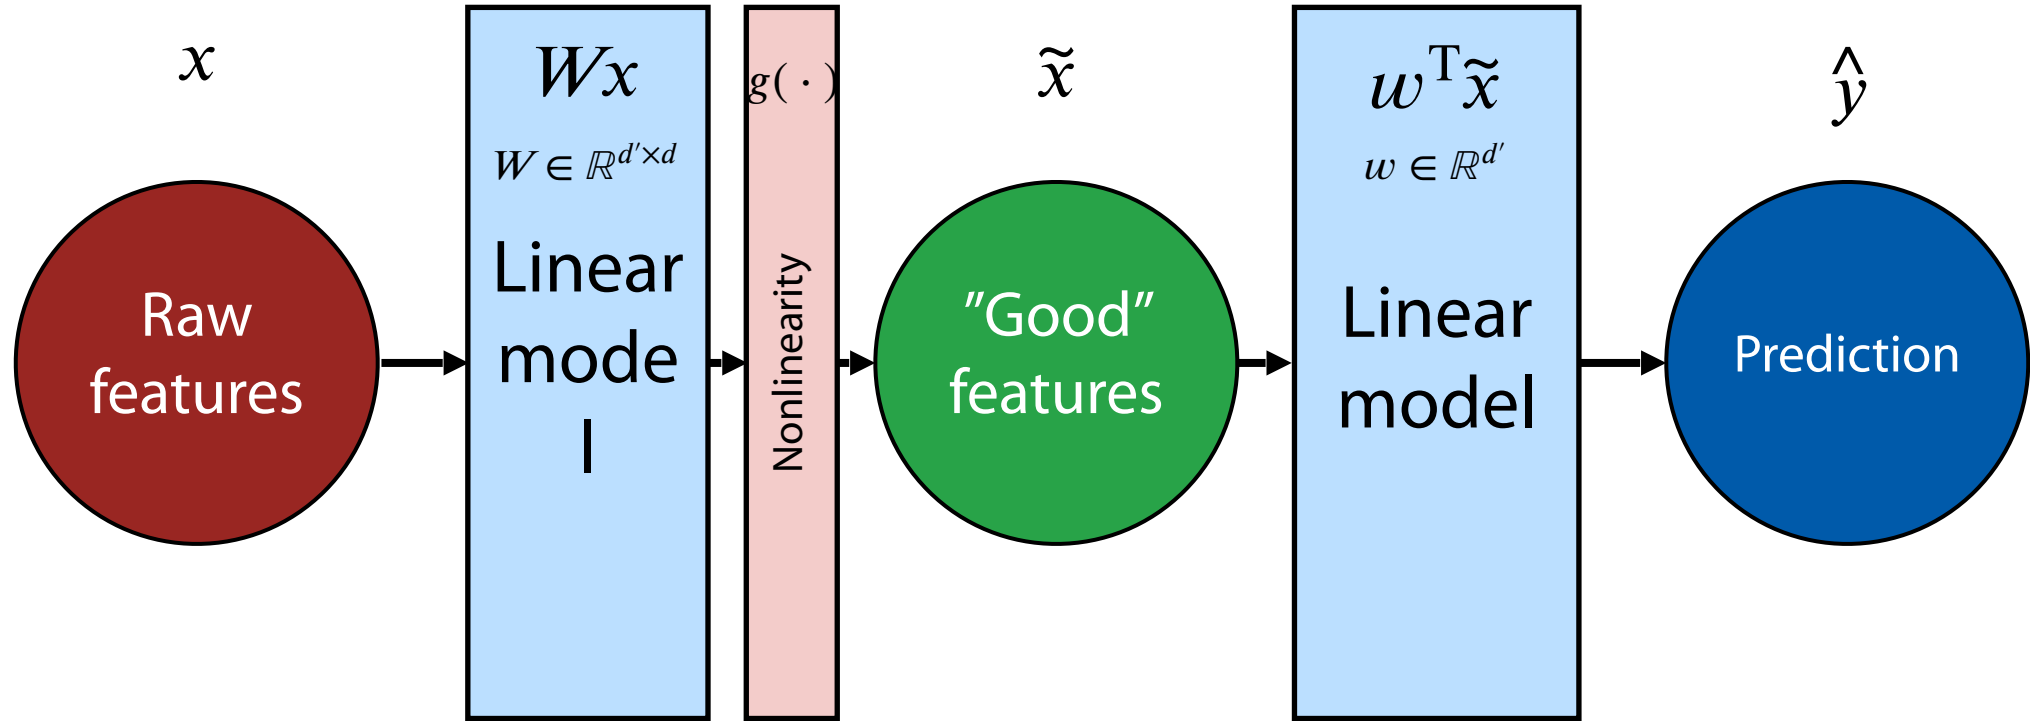 x
Raw
features
Wx
W ∈ ℝ^{d′×d}
Linear
mode
l
g( · )
Nonlinearity
x̃
”Good”
features
w^T x̃
w ∈ ℝ^{d′}
Linear
model
ŷ
Prediction